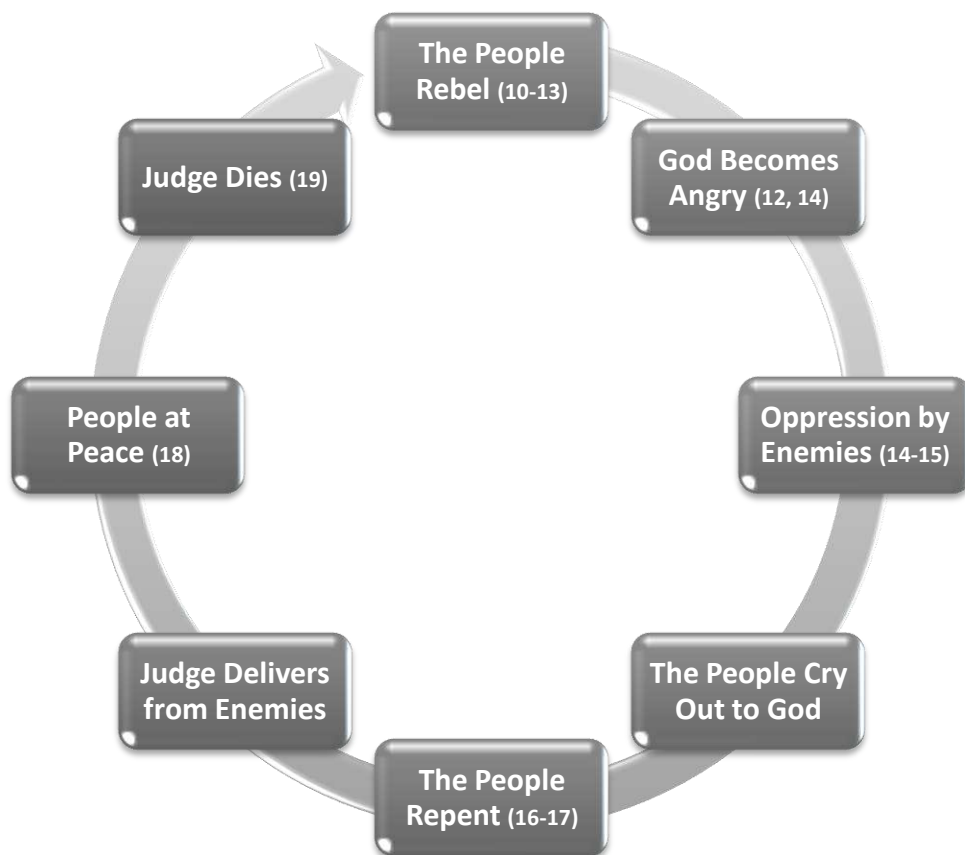 The People
Rebel (10-13)
God Becomes
Angry (12, 14)
Oppression by
Enemies (14-15)
The People Cry
Out to God
The People
Repent (16-17)
Judge Delivers
from Enemies
People at
Peace (18)
Judge Dies (19)